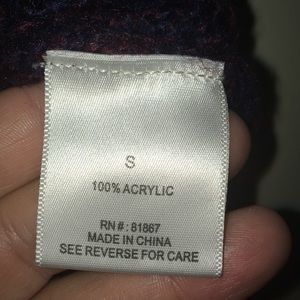 S
100% ACRYLIC
RN # : 81867
MADE IN CHINA
SEE REVERSE FOR CARE